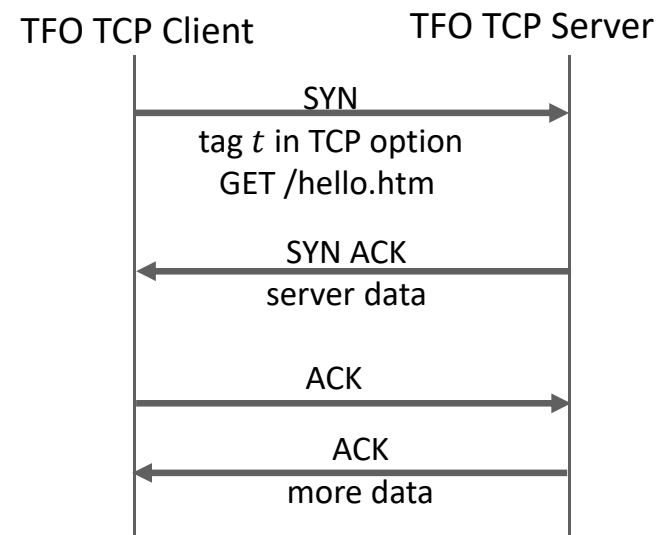 TFO TCP Client
TFO TCP Server
SYN
tag t in TCP option
GET /hello.htm
SYN ACK
server data
ACK
ACK
more data